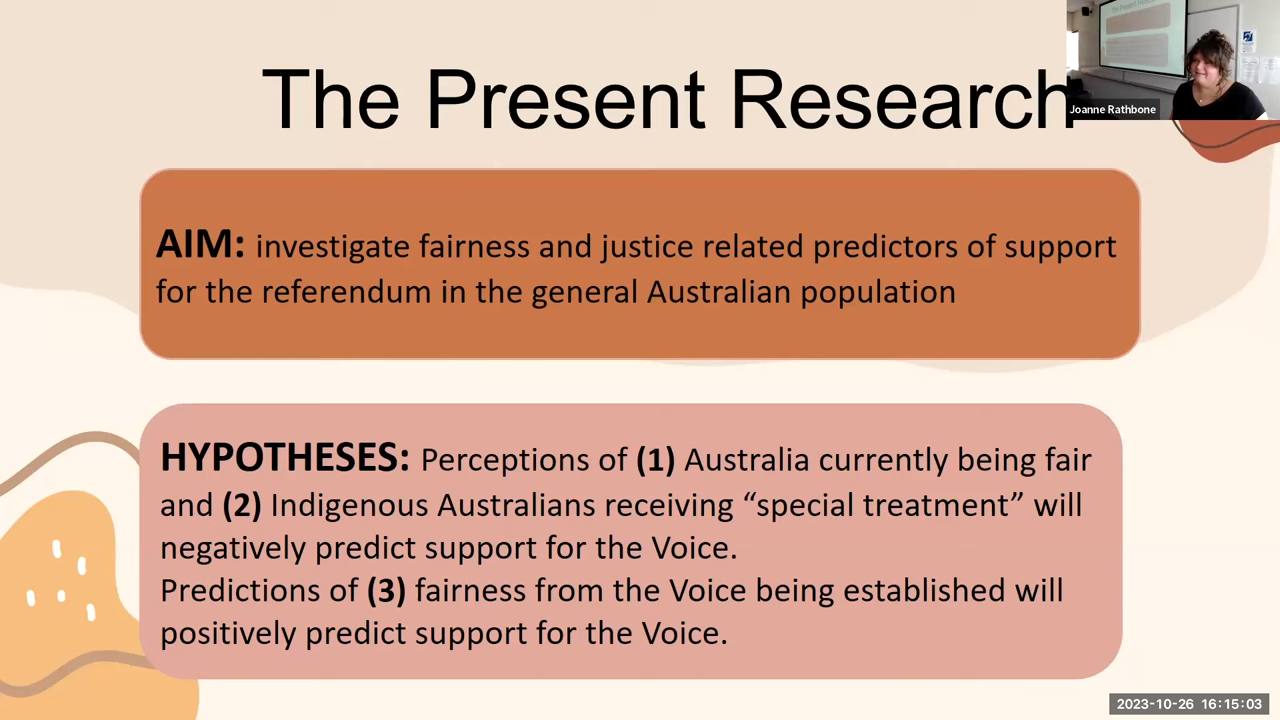 The Present Research
Joanne Rathbone
AIM: investigate fairness and justice related predictors of support
for the referendum in the general Australian population
HYPOTHESES: Perceptions of (1) Australia currently being fair
and (2) Indigenous Australians receiving “special treatment” will
negatively predict support for the Voice.
Predictions of (3) fairness from the Voice being established will
positively predict support for the Voice.
2023-10-26 16:15:03